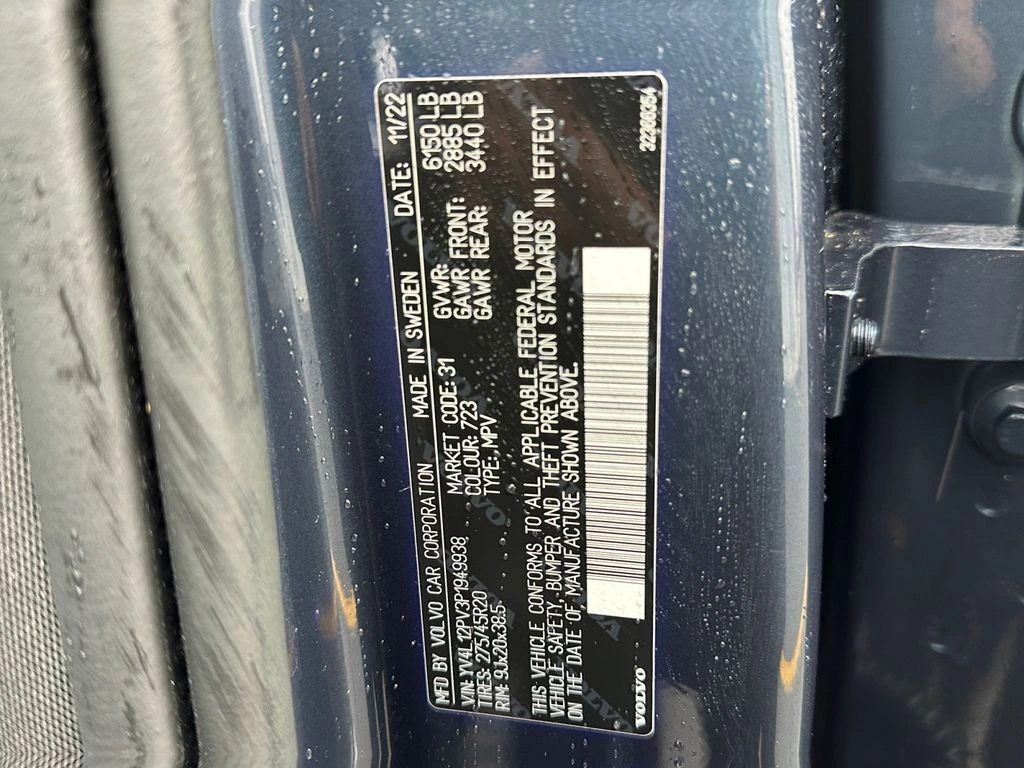 MFD BY VOLVO CAR CORPORATION MADE IN SWEDEN DATE: 11/22
VIN: YV4L12PV3P1949938 MARKET CODE: 31 GVWR: 6150 LB
TIRES: 275/45R20 COLOUR: 723 GAWR FRONT: 2885 LB
RIM: 9Jx20x38.5 TYPE: MPV GAWR REAR: 3440 LB
THIS VEHICLE CONFORMS TO ALL APPLICABLE FEDERAL MOTOR
VEHICLE SAFETY, BUMPER AND THEFT PREVENTION STANDARDS IN EFFECT
ON THE DATE OF MANUFACTURE SHOWN ABOVE.
VOLVO 32366354